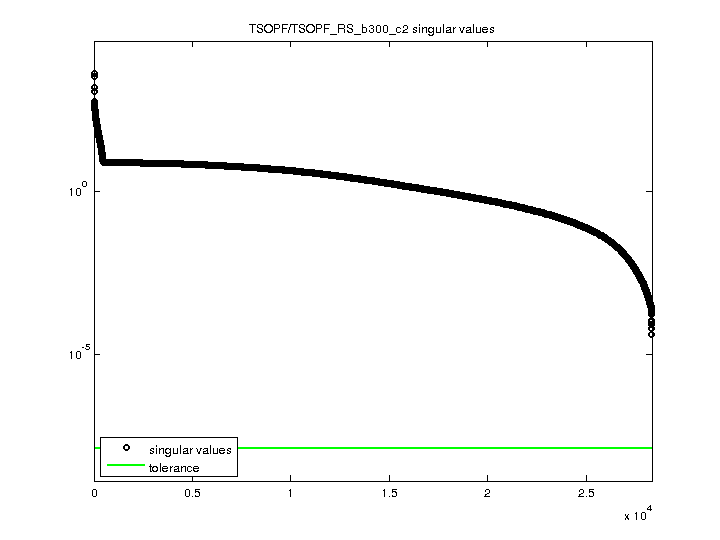 TSOPF/TSOPF_RS_b300_c2 singular values
10^0
10^-5
singular values
tolerance
0 0.5 1 1.5 2 2.5
x 10^4